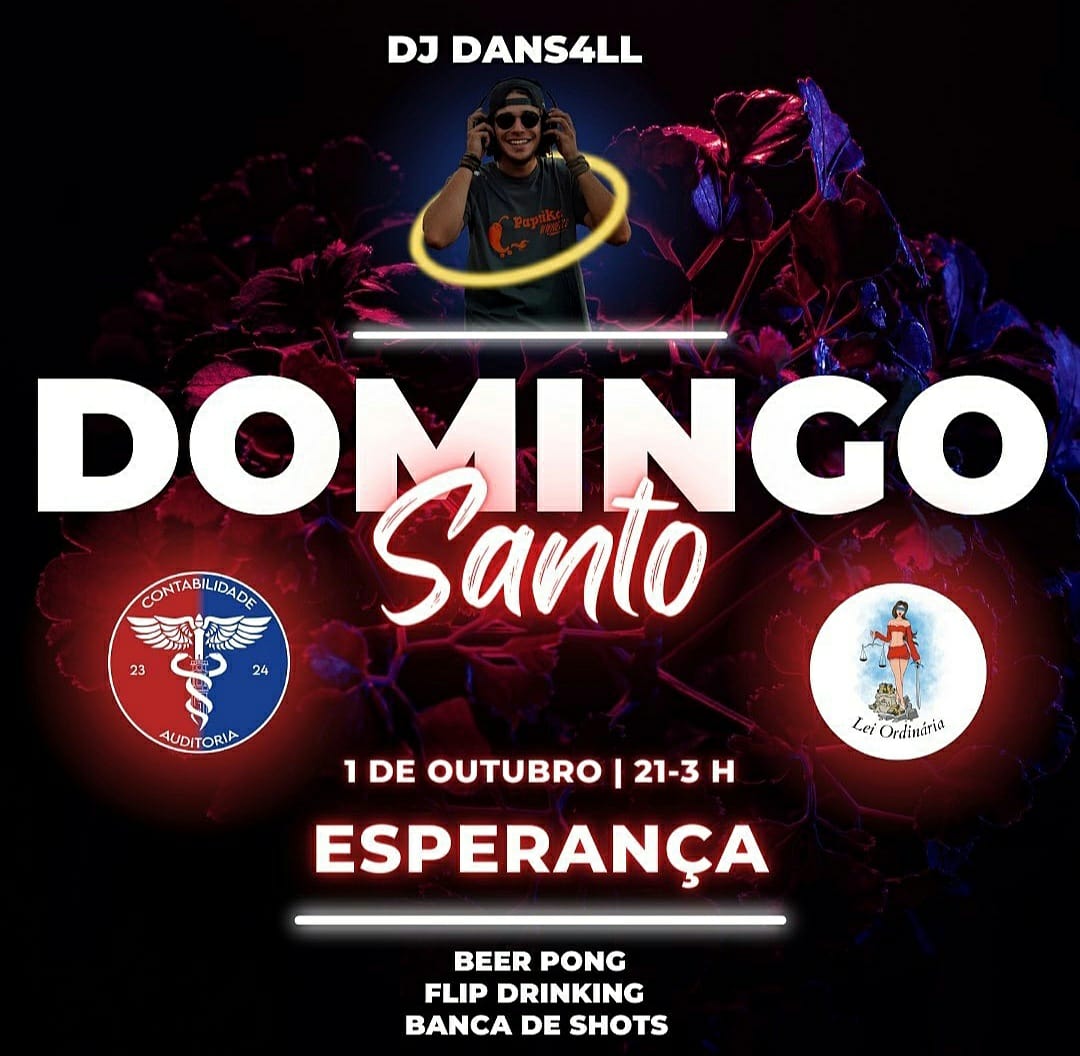 DJ DANS4LL
Paprika
DOMINGO
Santo
CONTABILIDADE
23 24
AUDITORIA
Lei Ordinária
1 DE OUTUBRO | 21-3 H
ESPERANÇA
BEER PONG
FLIP DRINKING
BANCA DE SHOTS